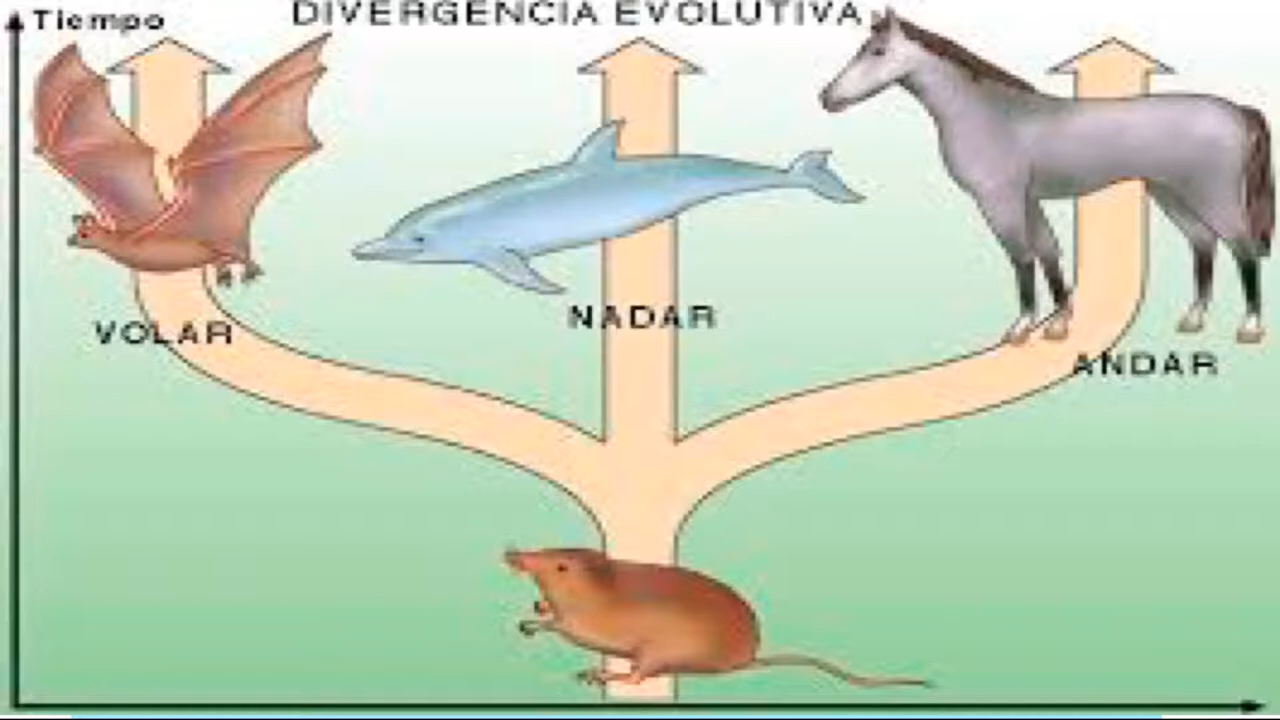 DIVERGENCIA EVOLUTIVA
Tiempo
VOLAR
NADAR
ANDAR